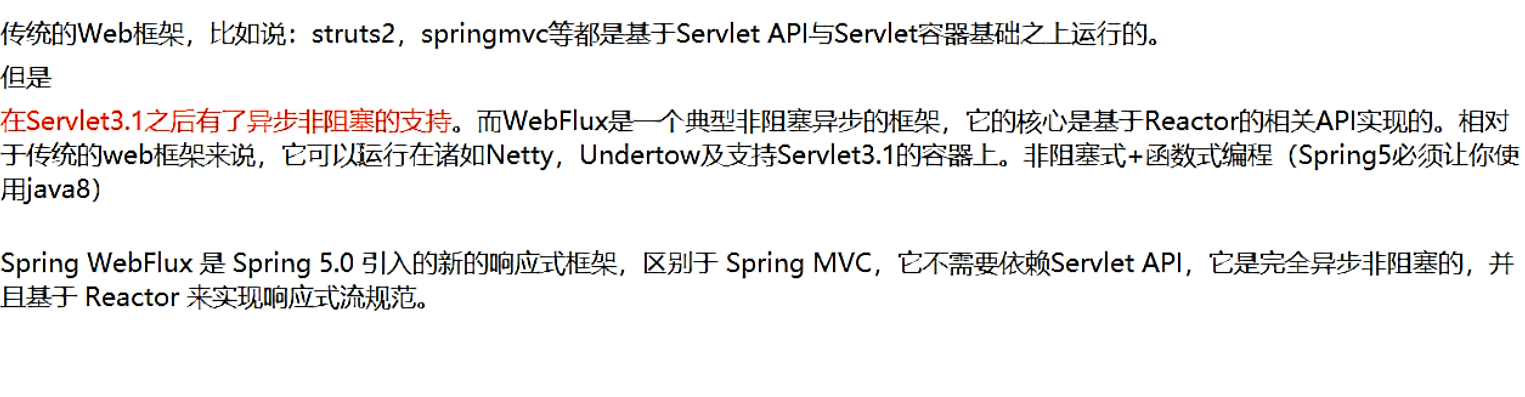 传统的Web框架，比如说：struts2，springmvc等都是基于Servlet API与Servlet容器基础之上运行的。
但是
在Servlet3.1之后有了异步非阻塞的支持。而WebFlux是一个典型非阻塞异步的框架，它的核心是基于Reactor的相关API实现的。相对
于传统的web框架来说，它可以运行在诸如Netty，Undertow及支持Servlet3.1的容器上。非阻塞式+函数式编程（Spring5必须让你使
用java8）
Spring WebFlux 是 Spring 5.0 引入的新的响应式框架，区别于 Spring MVC，它不需要依赖Servlet API，它是完全异步非阻塞的，并
且基于 Reactor 来实现响应式流规范。